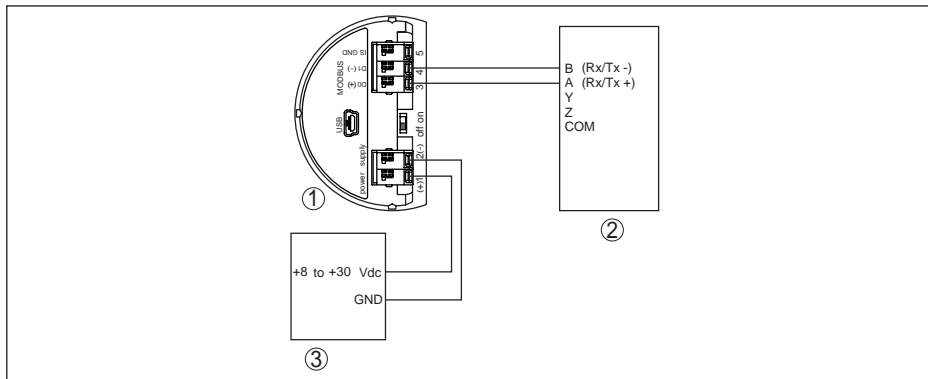 IS GND
MODBUS
D1 (-)
D0 (+)
5
4
3
USB
off on
power supply
2(-)
(+)1
①
B (Rx/Tx -)
A (Rx/Tx +)
Y
Z
COM
②
+8 to +30 Vdc
GND
③